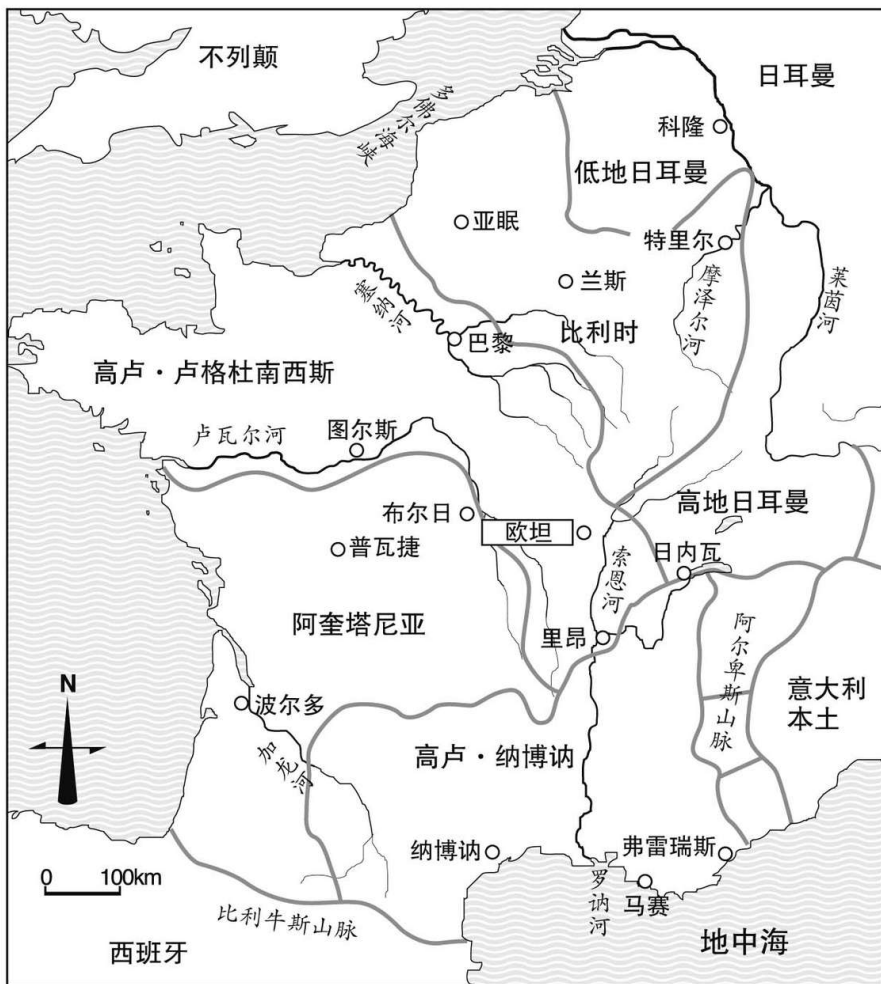 不列颠
日耳曼
多佛尔海峡
科隆
低地日耳曼
亚眠
特里尔
兰斯
摩泽尔河
莱茵河
塞纳河
比利时
巴黎
高卢·卢格杜南西斯
图尔斯
卢瓦尔河
布尔日
欧坦
高地日耳曼
普瓦捷
索恩河
日内瓦
阿奎塔尼亚
里昂
阿尔卑斯山脉
意大利
本土
N
波尔多
加龙河
高卢·纳博讷
纳博讷
弗雷瑞斯
0 100km
罗讷河
马赛
比利牛斯山脉
西班牙
地中海